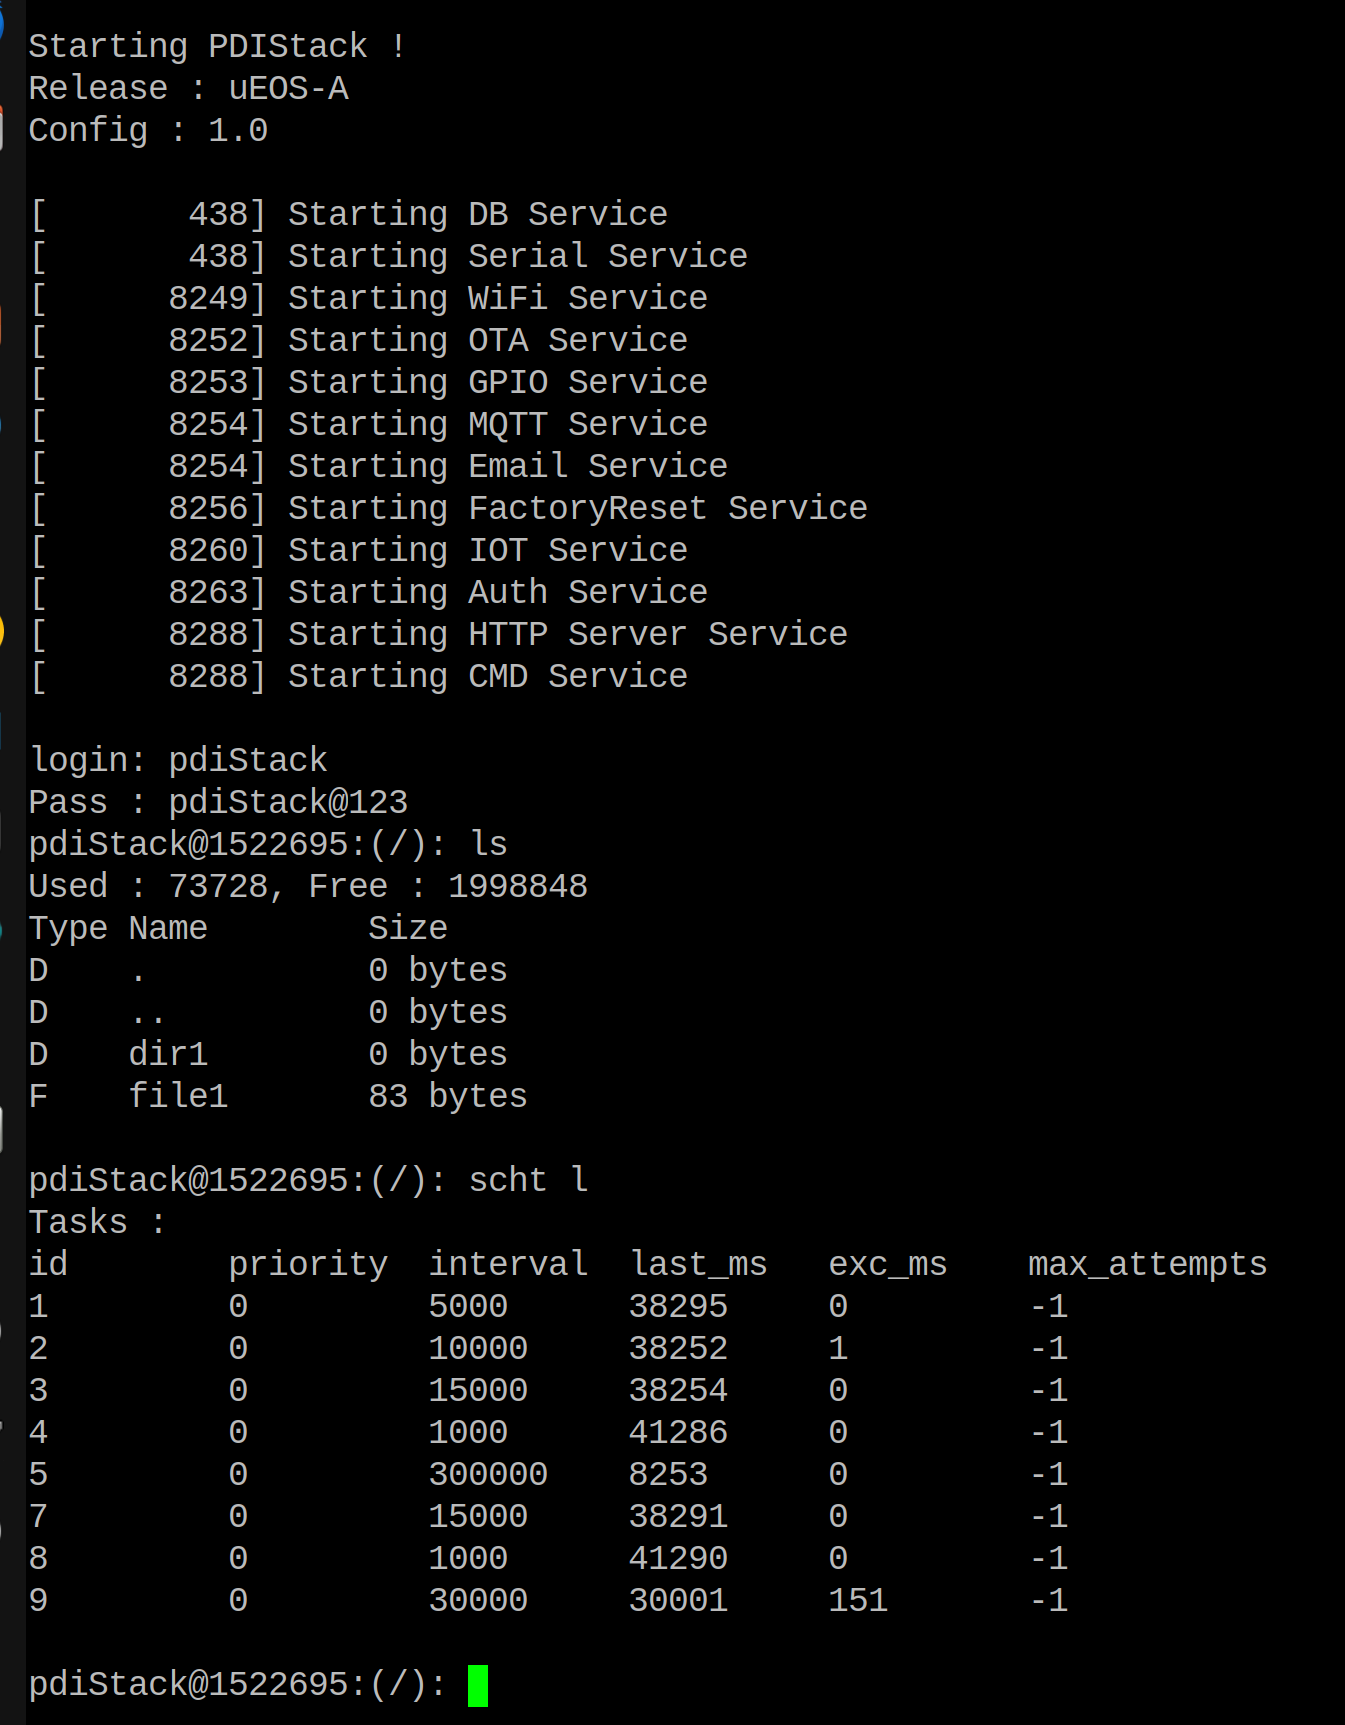 Starting PDIStack !
Release : uEOS-A
Config : 1.0
[       438] Starting DB Service
[       438] Starting Serial Service
[      8249] Starting WiFi Service
[      8252] Starting OTA Service
[      8253] Starting GPIO Service
[      8254] Starting MQTT Service
[      8254] Starting Email Service
[      8256] Starting FactoryReset Service
[      8260] Starting IOT Service
[      8263] Starting Auth Service
[      8288] Starting HTTP Server Service
[      8288] Starting CMD Service
login: pdiStack
Pass : pdiStack@123
pdiStack@1522695:(/): ls
Used : 73728, Free : 1998848
Type Name        Size
D    .           0 bytes
D    ..          0 bytes
D    dir1        0 bytes
F    file1       83 bytes
pdiStack@1522695:(/): scht l
Tasks :
id        priority  interval  last_ms   exc_ms    max_attempts
1         0         5000      38295     0         -1
2         0         10000     38252     1         -1
3         0         15000     38254     0         -1
4         0         1000      41286     0         -1
5         0         300000    8253      0         -1
7         0         15000     38291     0         -1
8         0         1000      41290     0         -1
9         0         30000     30001     151       -1
pdiStack@1522695:(/):